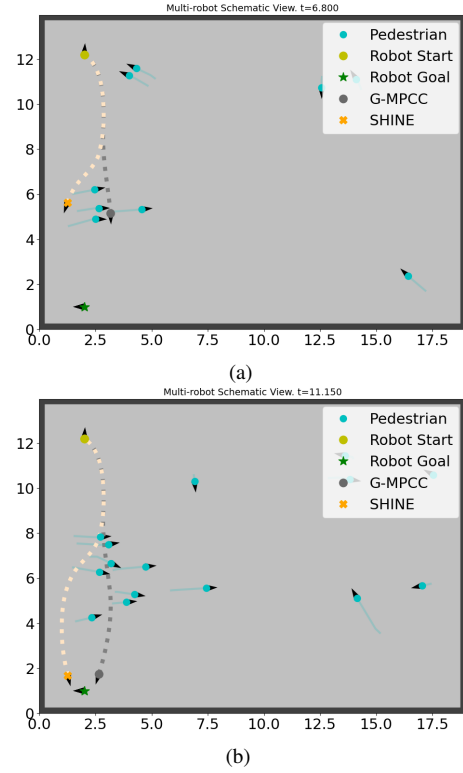 Multi-robot Schematic View. t=6.800
Pedestrian
Robot Start
Robot Goal
G-MPCC
SHINE
12
10
8
6
4
2
0
0.0 2.5 5.0 7.5 10.0 12.5 15.0 17.5
(a)
Multi-robot Schematic View. t=11.150
Pedestrian
Robot Start
Robot Goal
G-MPCC
SHINE
12
10
8
6
4
2
0
0.0 2.5 5.0 7.5 10.0 12.5 15.0 17.5
(b)